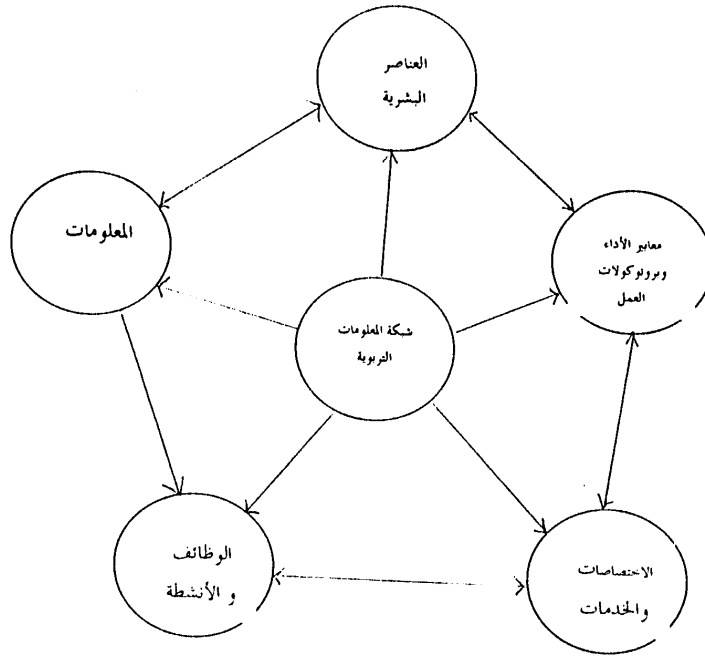 العناصر
البشرية
المعلومات
معايير الأداء
وبروتوكولات
العمل
شبكة المعلومات
التربوية
الوظائف
و الأنشطة
الاختصاصات
والخدمات